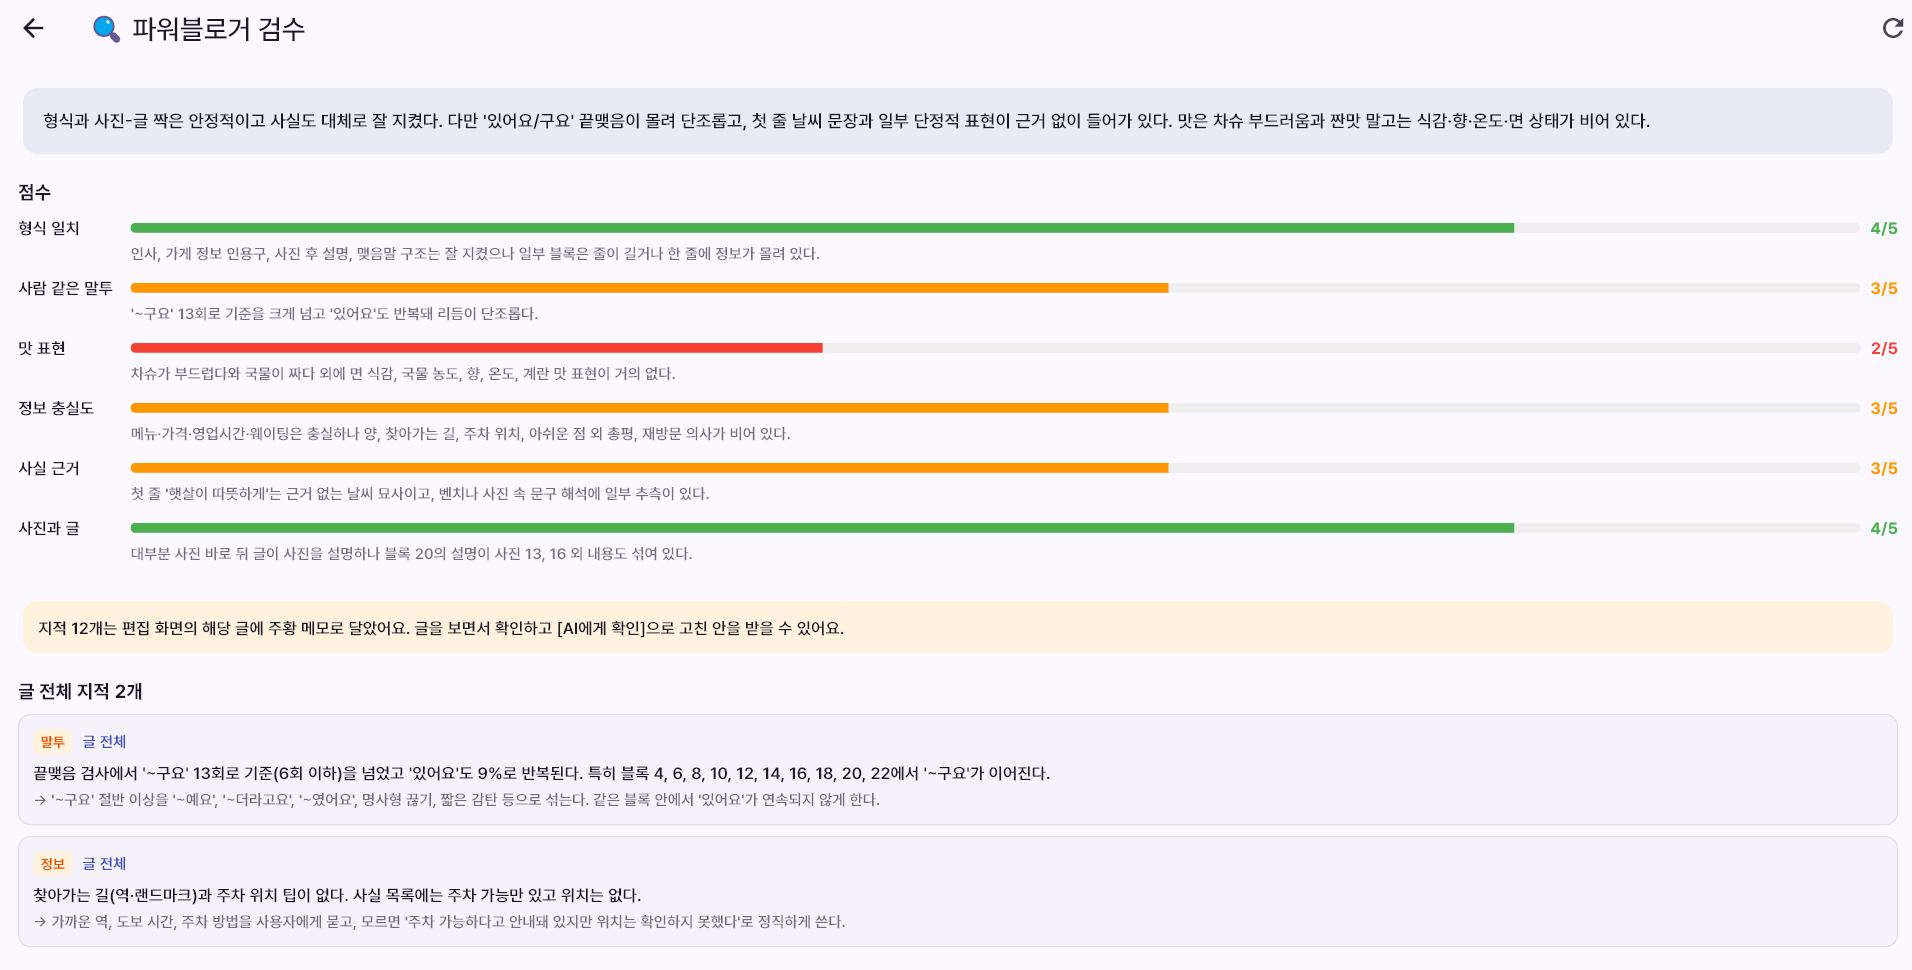 파워블로거 검수
형식과 사진-글 짝은 안정적이고 사실도 대체로 잘 지켰다. 다만 '있어요/구요' 끝맺음이 몰려 단조롭고, 첫 줄 날씨 문장과 일부 단정적 표현이 근거 없이 들어가 있다. 맛은 차슈 부드러움과 짠맛 말고는 식감·향·온도·면 상태가 비어 있다.
점수
형식 일치 4/5
인사, 가게 정보 인용구, 사진 후 설명, 맺음말 구조는 잘 지켰으나 일부 블록은 줄이 길거나 한 줄에 정보가 몰려 있다.
사람 같은 말투 3/5
'~구요' 13회로 기준을 크게 넘고 '있어요'도 반복돼 리듬이 단조롭다.
맛 표현 2/5
차슈가 부드럽다와 국물이 짜다 외에 면 식감, 국물 농도, 향, 온도, 계란 맛 표현이 거의 없다.
정보 충실도 3/5
메뉴·가격·영업시간·웨이팅은 충실하나 양, 찾아가는 길, 주차 위치, 아쉬운 점 외 총평, 재방문 의사가 비어 있다.
사실 근거 3/5
첫 줄 '햇살이 따뜻하게'는 근거 없는 날씨 묘사이고, 벤치나 사진 속 문구 해석에 일부 추측이 있다.
사진과 글 4/5
대부분 사진 바로 뒤 글이 사진을 설명하나 블록 20의 설명이 사진 13, 16 외 내용도 섞여 있다.
지적 12개는 편집 화면의 해당 글에 주황 메모로 달았어요. 글을 보면서 확인하고 [AI에게 확인]으로 고친 안을 받을 수 있어요.
글 전체 지적 2개
말투 글 전체
끝맺음 검사에서 '~구요' 13회로 기준(6회 이하)을 넘었고 '있어요'도 9%로 반복된다. 특히 블록 4, 6, 8, 10, 12, 14, 16, 18, 20, 22에서 '~구요'가 이어진다.
→ '~구요' 절반 이상을 '~예요', '~더라고요', '~였어요', 명사형 끊기, 짧은 감탄 등으로 섞는다. 같은 블록 안에서 '있어요'가 연속되지 않게 한다.
정보 글 전체
찾아가는 길(역·랜드마크)과 주차 위치 팁이 없다. 사실 목록에는 주차 가능만 있고 위치는 없다.
→ 가까운 역, 도보 시간, 주차 방법을 사용자에게 묻고, 모르면 '주차 가능하다고 안내돼 있지만 위치는 확인하지 못했다'로 정직하게 쓴다.